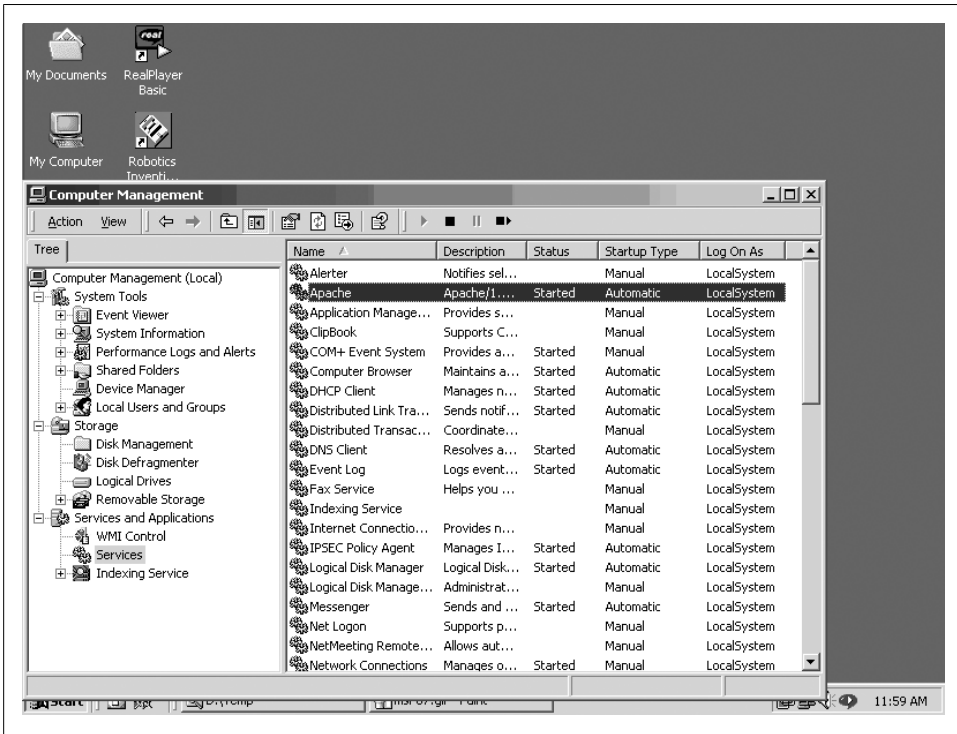 My Documents
RealPlayer Basic
My Computer
Robotics Inventi...
Computer Management
Action View
Tree
Computer Management (Local)
System Tools
Event Viewer
System Information
Performance Logs and Alerts
Shared Folders
Device Manager
Local Users and Groups
Storage
Disk Management
Disk Defragmenter
Logical Drives
Removable Storage
Services and Applications
WMI Control
Services
Indexing Service
Name Description Status Startup Type Log On As
Alerter Notifies sel... Manual LocalSystem
Apache Apache/1.... Started Automatic LocalSystem
Application Manage... Provides s... Manual LocalSystem
ClipBook Supports C... Manual LocalSystem
COM+ Event System Provides a... Started Manual LocalSystem
Computer Browser Maintains a... Started Automatic LocalSystem
DHCP Client Manages n... Started Automatic LocalSystem
Distributed Link Tra... Sends notif... Started Automatic LocalSystem
Distributed Transac... Coordinate... Manual LocalSystem
DNS Client Resolves a... Started Automatic LocalSystem
Event Log Logs event... Started Automatic LocalSystem
Fax Service Helps you ... Manual LocalSystem
Indexing Service Manual LocalSystem
Internet Connectio... Provides n... Manual LocalSystem
IPSEC Policy Agent Manages I... Started Automatic LocalSystem
Logical Disk Manager Logical Disk... Started Automatic LocalSystem
Logical Disk Manage... Administrat... Manual LocalSystem
Messenger Sends and ... Started Automatic LocalSystem
Net Logon Supports p... Manual LocalSystem
NetMeeting Remote... Allows aut... Manual LocalSystem
Network Connections Manages o... Started Manual LocalSystem
Start D:\Temp Paint 11:59 AM